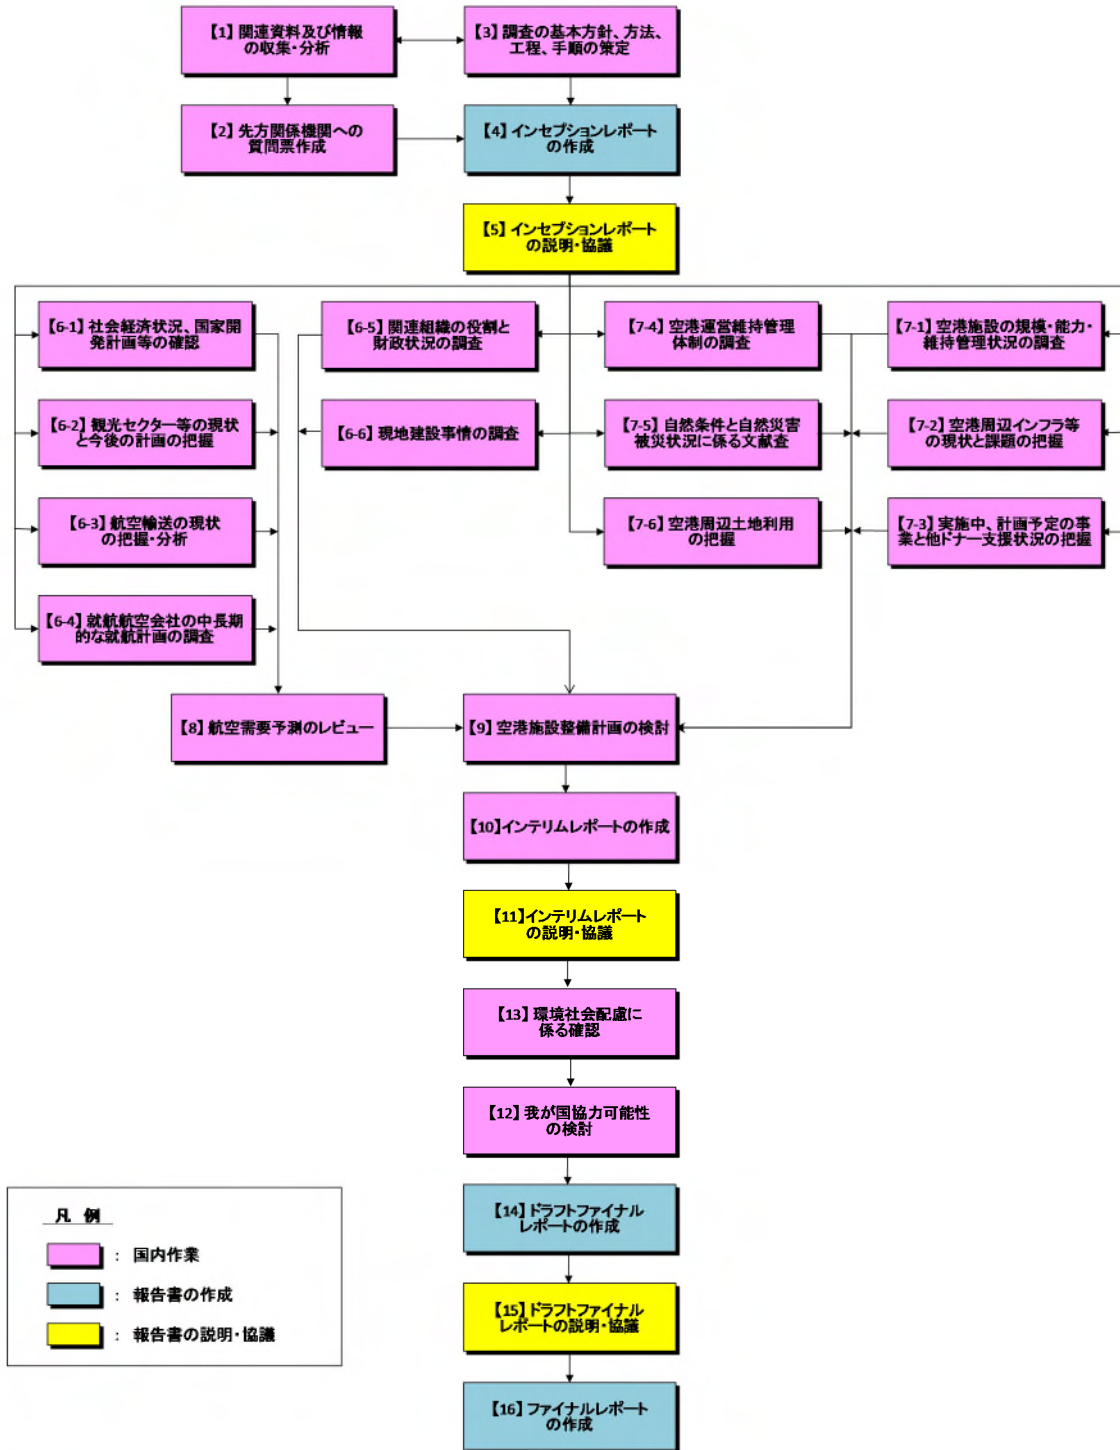 【1】関連資料及び情報
の収集・分析
【3】調査の基本方針、方法、
工程、手順の策定
【2】先方関係機関への
質問票作成
【4】インセプションレポート
の作成
【5】インセプションレポート
の説明・協議
【6-1】社会経済状況、国家開
発計画等の確認
【6-5】関連組織の役割と
財政状況の調査
【7-4】空港運営維持管理
体制の調査
【7-1】空港施設の規模・能力・
維持管理状況の調査
【6-2】観光セクター等の現状
と今後の計画の把握
【6-6】現地建設事情の調査
【7-5】自然条件と自然災害
被災状況に係る文献査
【7-2】空港周辺インフラ等
の現状と課題の把握
【6-3】航空輸送の現状
の把握・分析
【7-6】空港周辺土地利用
の把握
【7-3】実施中、計画予定の事
業と他ドナー支援状況の把握
【6-4】就航航空会社の中長期
的な就航計画の調査
【8】航空需要予測のレビュー
【9】空港施設整備計画の検討
【10】インテリムレポートの作成
【11】インテリムレポート
の説明・協議
【13】環境社会配慮に
係る確認
【12】我が国協力可能性
の検討
【14】ドラフトファイナル
レポートの作成
【15】ドラフトファイナル
レポートの説明・協議
【16】ファイナルレポート
の作成
凡 例
： 国内作業
： 報告書の作成
： 報告書の説明・協議